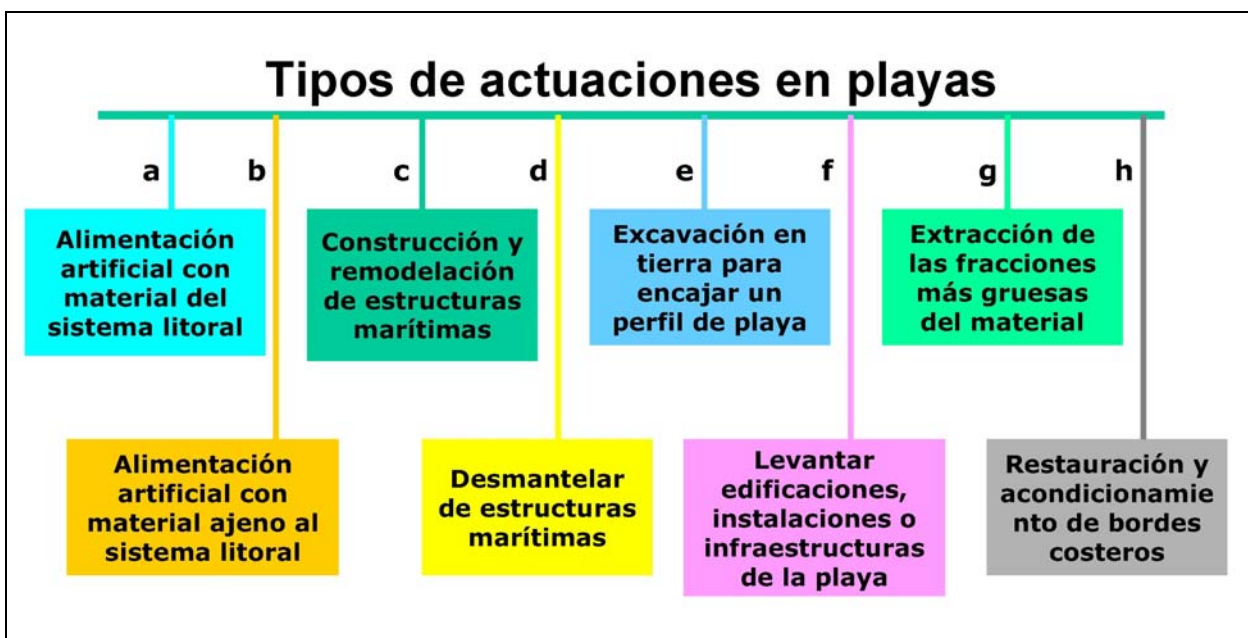 Tipos de actuaciones en playas
a
b
c
d
e
f
g
h
Alimentación
artificial con
material del
sistema litoral
Alimentación
artificial con
material ajeno al
sistema litoral
Construcción y
remodelación
de estructuras
marítimas
Desmantelar
de estructuras
marítimas
Excavación en
tierra para
encajar un
perfil de playa
Levantar
edificaciones,
instalaciones o
infraestructuras
de la playa
Extracción de
las fracciones
más gruesas
del material
Restauración y
acondicionamie
nto de bordes
costeros